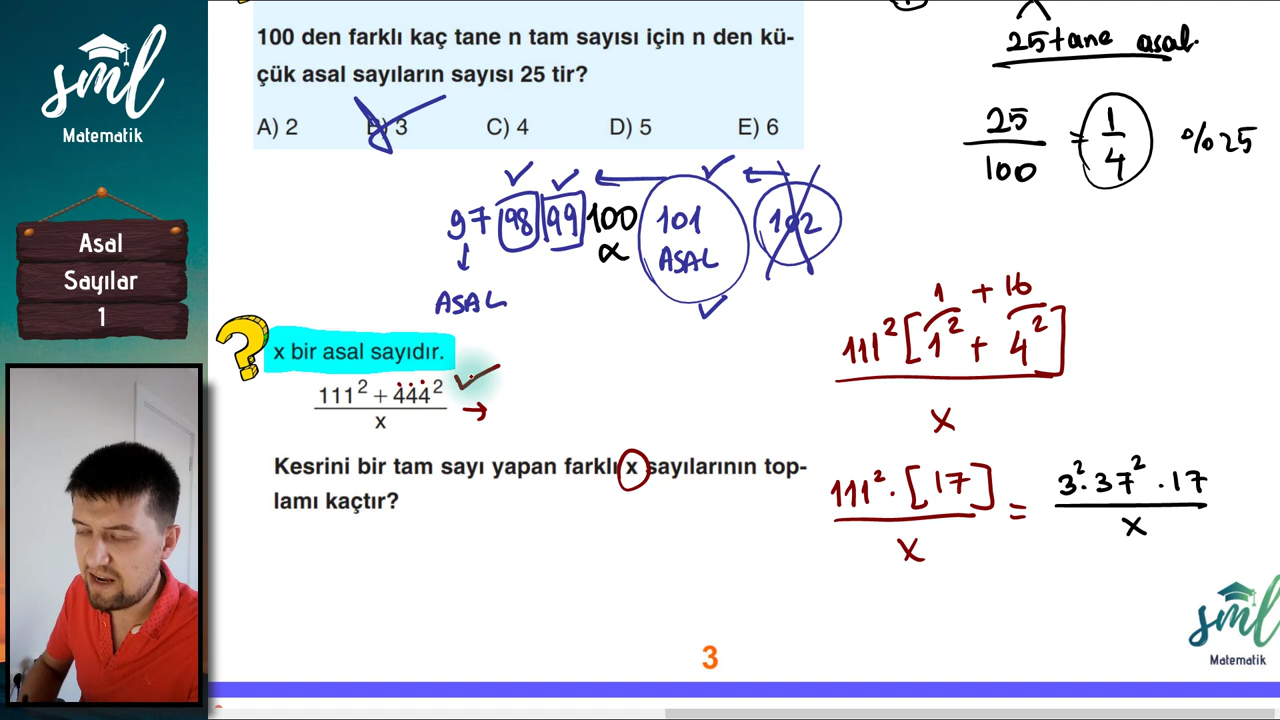 sml
Matematik
Asal
Sayılar
1
100 den farklı kaç tane n tam sayısı için n den kü-
çük asal sayıların sayısı 25 tir?
A) 2 B) 3 C) 4 D) 5 E) 6
97 98 99 100 101 102
α ASAL
ASAL
25 tane asal.
25/100 = 1/4 %25
x bir asal sayıdır.
111² + 444²
x
Kesrini bir tam sayı yapan farklı x sayılarının top-
lamı kaçtır?
1 + 16
111² [1² + 4²]
x
111² . [17] = 3² . 37² . 17
x x
sml
Matematik
3